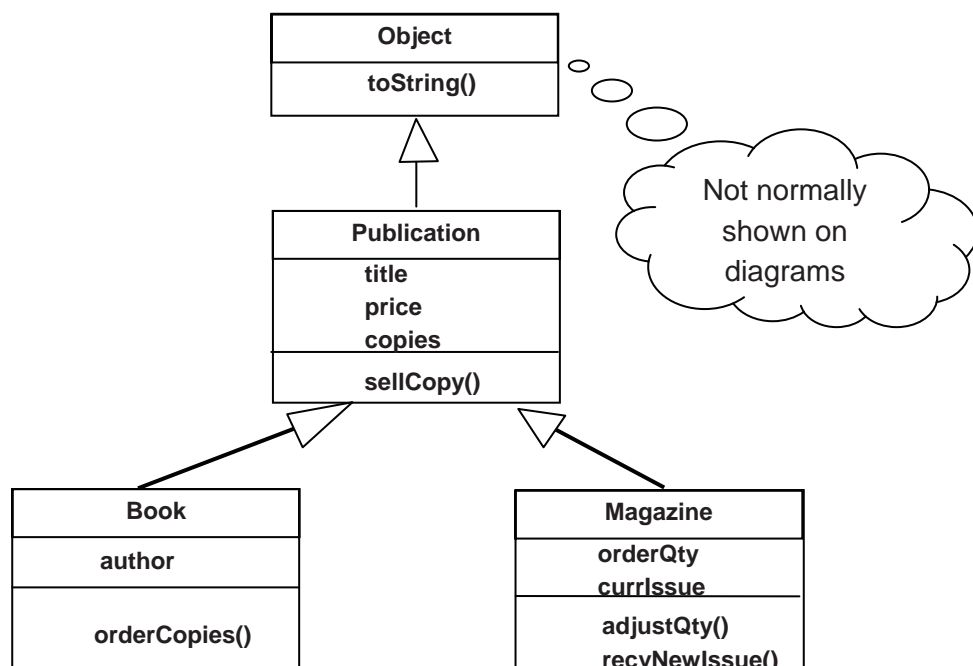 Object
toString()
Not normally
shown on
diagrams
Publication
title
price
copies
sellCopy()
Book
author
orderCopies()
Magazine
orderQty
currIssue
adjustQty()
recvNewIssue()